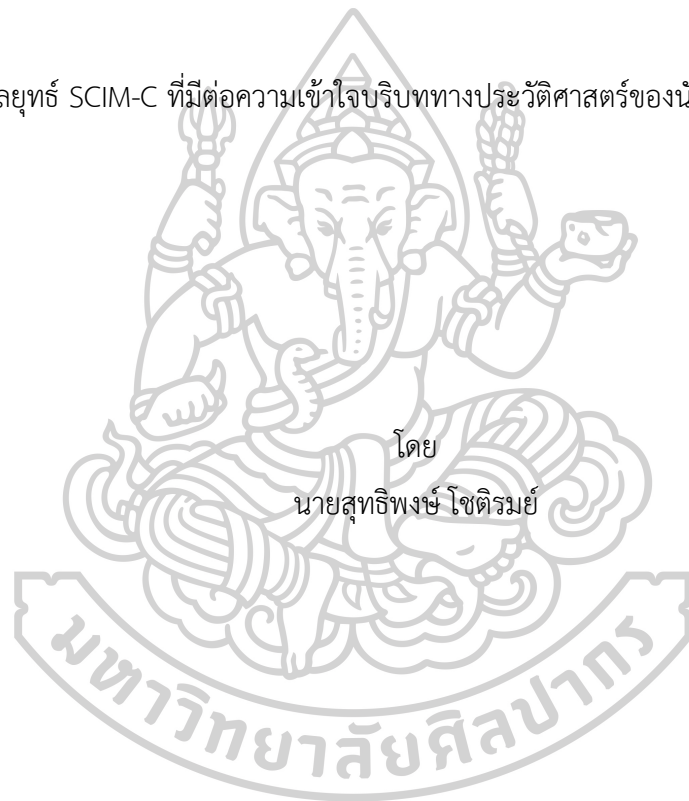 ลยุทธ์ SCIM-C ที่มีต่อความเข้าใจบริบททางประวัติศาสตร์ของนั
โดย
นายสุทธิพงษ์ โชติรมย์
มหาวิทยาลัยศิลปากร